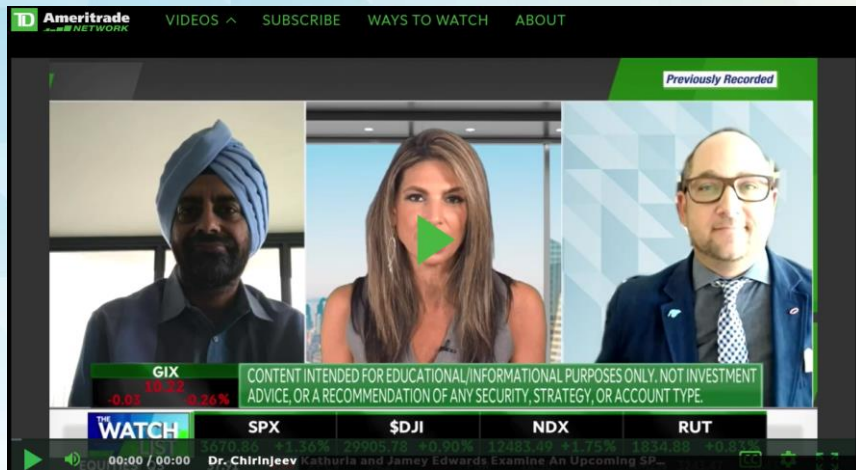 TD Ameritrade NETWORK VIDEOS SUBSCRIBE WAYS TO WATCH ABOUT
Previously Recorded
GIX
10.22
-0.03 -0.26%
CONTENT INTENDED FOR EDUCATIONAL/INFORMATIONAL PURPOSES ONLY. NOT INVESTMENT
ADVICE, OR A RECOMMENDATION OF ANY SECURITY, STRATEGY, OR ACCOUNT TYPE.
THE WATCH LIST
SPX $DJI NDX RUT
3670.86 +1.36% 29905.78 +0.90% 12483.49 +1.75% 1834.88 +0.83%
00:00 / 00:00 Dr. Chirinjeev Kathuria and Jamey Edwards Examine An Upcoming SP...
CC